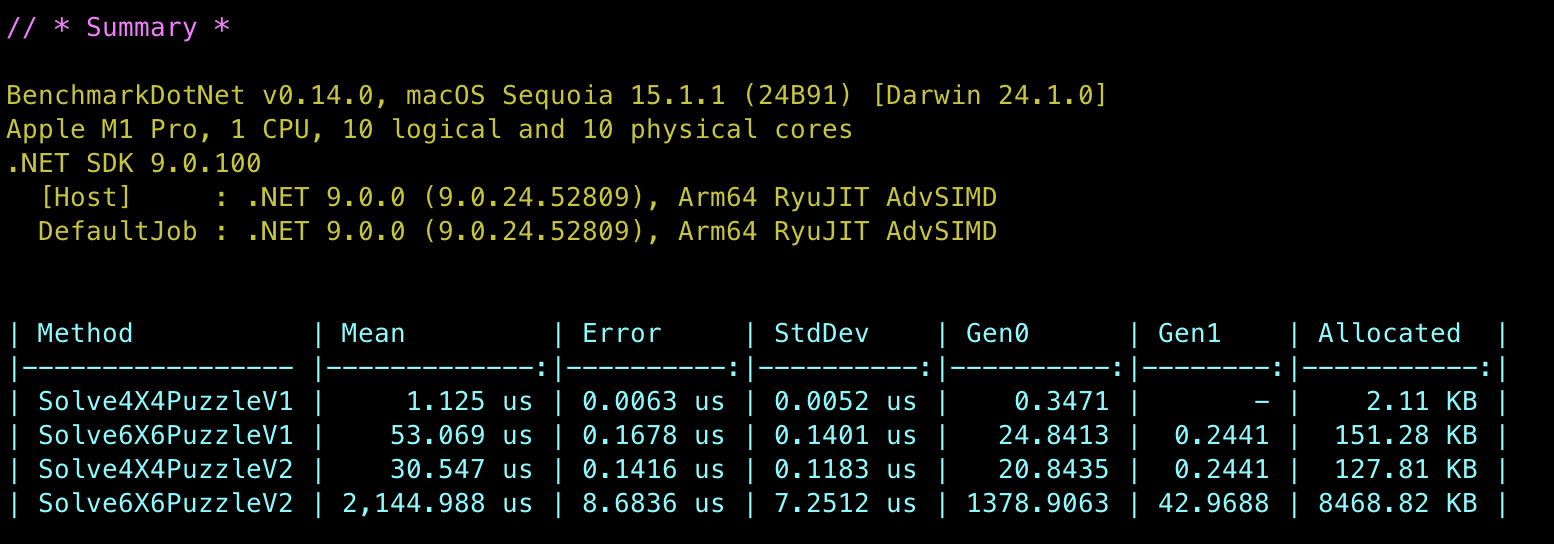 // * Summary *
BenchmarkDotNet v0.14.0, macOS Sequoia 15.1.1 (24B91) [Darwin 24.1.0]
Apple M1 Pro, 1 CPU, 10 logical and 10 physical cores
.NET SDK 9.0.100
  [Host]     : .NET 9.0.0 (9.0.24.52809), Arm64 RyuJIT AdvSIMD
  DefaultJob : .NET 9.0.0 (9.0.24.52809), Arm64 RyuJIT AdvSIMD
| Method           | Mean         | Error     | StdDev    | Gen0      | Gen1    | Allocated  |
|----------------- |-------------:|----------:|----------:|----------:|--------:|-----------:|
| Solve4X4PuzzleV1 |     1.125 us | 0.0063 us | 0.0052 us |    0.3471 |       - |    2.11 KB |
| Solve6X6PuzzleV1 |    53.069 us | 0.1678 us | 0.1401 us |   24.8413 |  0.2441 |  151.28 KB |
| Solve4X4PuzzleV2 |    30.547 us | 0.1416 us | 0.1183 us |   20.8435 |  0.2441 |  127.81 KB |
| Solve6X6PuzzleV2 | 2,144.988 us | 8.6836 us | 7.2512 us | 1378.9063 | 42.9688 | 8468.82 KB |